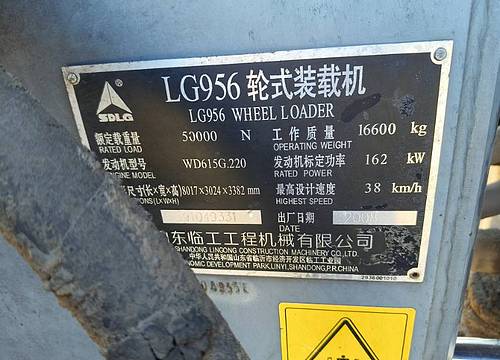 LG956 轮式装载机
SDLG ®
LG956 WHEEL LOADER
额定载重量 50000 N 工作质量 16600 kg
RATED LOAD OPERATING WEIGHT
发动机型号 WD615G.220 发动机标定功率 162 kW
ENGINE MODEL RATED POWER
尺寸(长×宽×高) 8017×3024×3382 mm 最高设计速度 38 km/h
(L×W×H) HIGHEST SPEED
出厂日期
DATE
东临工工程机械有限公司
SHANDONG LINGONG CONSTRUCTION MACHINERY CO.,LTD.
中华人民共和国山东省临沂市经济开发区临工工业园
DEVELOPMENT PARK,LINYI,SHANDONG,P.R.CHINA
2936001010